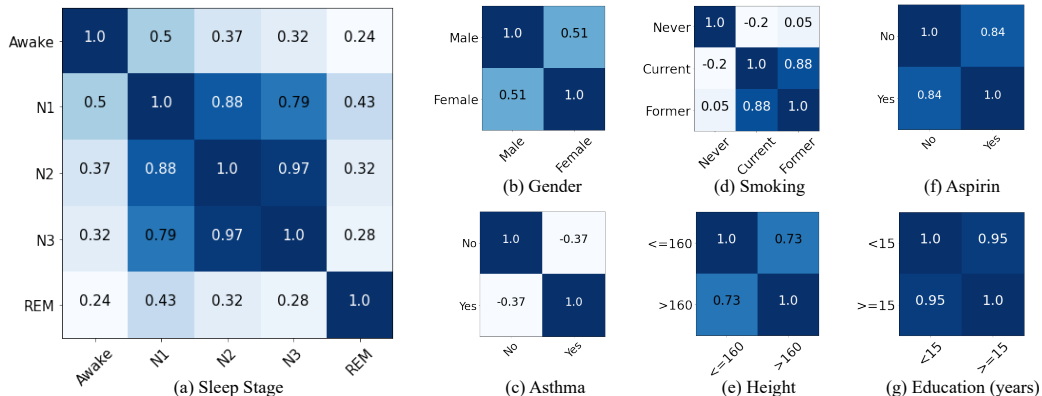 Awake 1.0 0.5 0.37 0.32 0.24
N1 0.5 1.0 0.88 0.79 0.43
N2 0.37 0.88 1.0 0.97 0.32
N3 0.32 0.79 0.97 1.0 0.28
REM 0.24 0.43 0.32 0.28 1.0
Awake N1 N2 N3 REM
(a) Sleep Stage
Male 1.0 0.51
Female 0.51 1.0
Male Female
(b) Gender
No 1.0 -0.37
Yes -0.37 1.0
No Yes
(c) Asthma
Never 1.0 -0.2 0.05
Current -0.2 1.0 0.88
Former 0.05 0.88 1.0
Never Current Former
(d) Smoking
<=160 1.0 0.73
>160 0.73 1.0
<=160 >160
(e) Height
No 1.0 0.84
Yes 0.84 1.0
No Yes
(f) Aspirin
<15 1.0 0.95
>=15 0.95 1.0
<15 >=15
(g) Education (years)